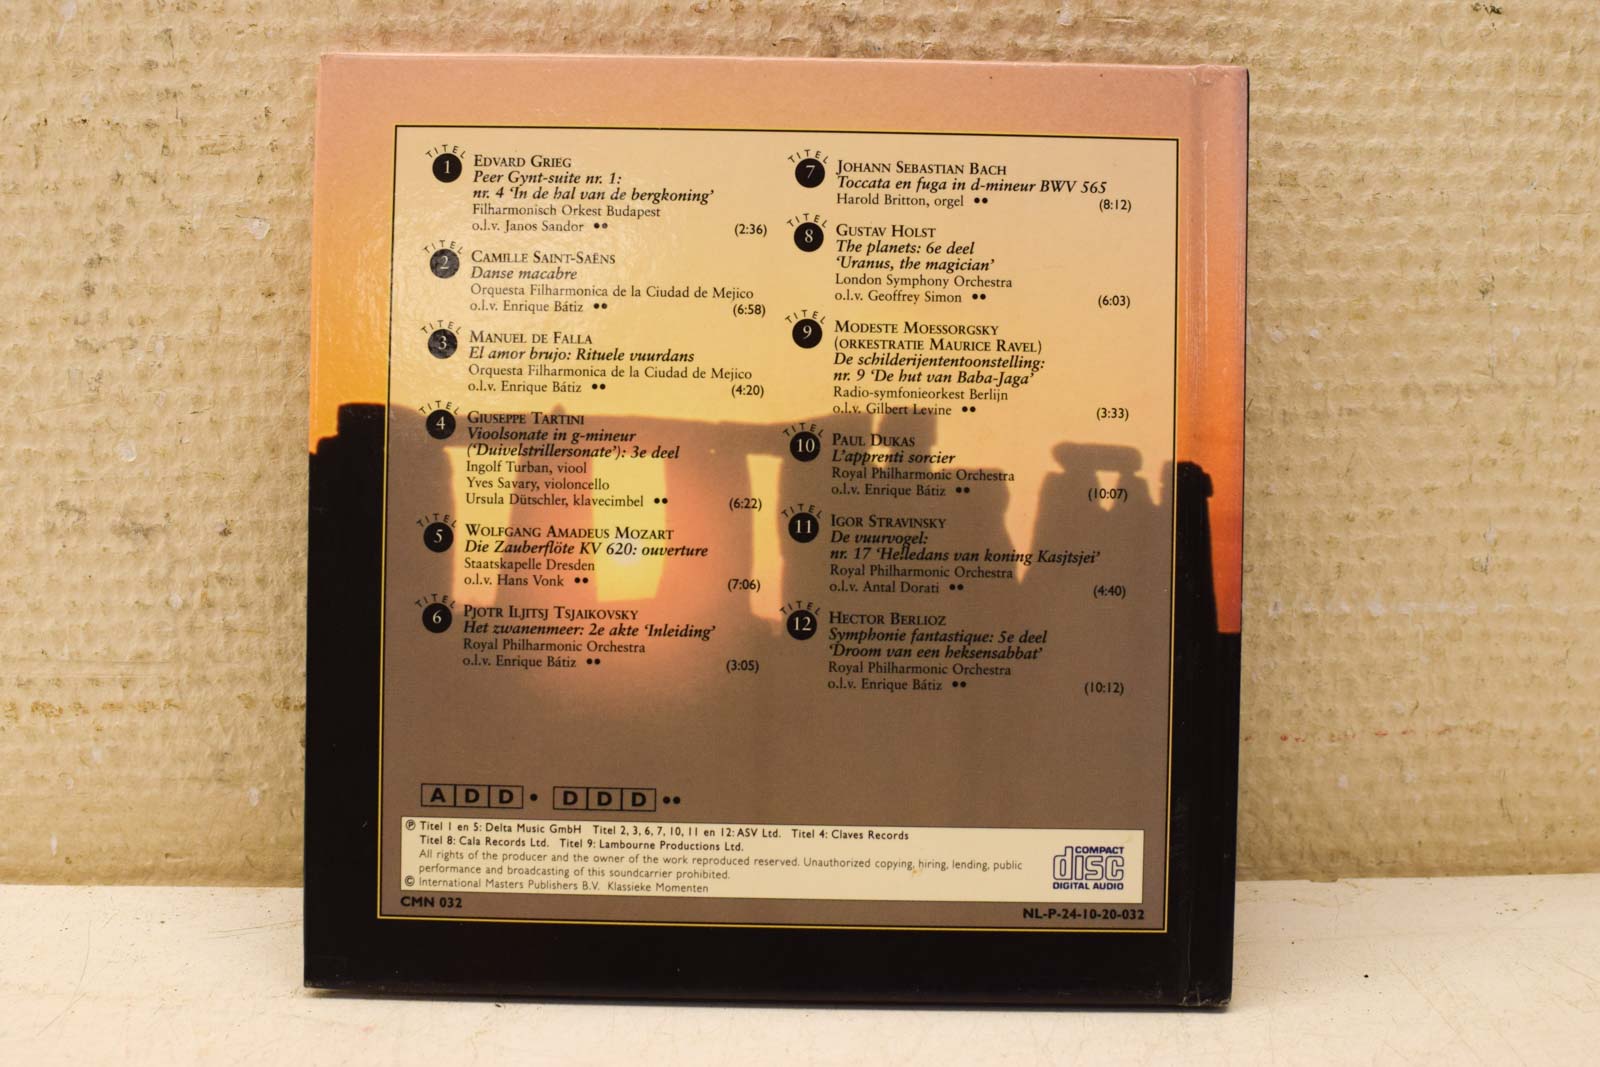 TITEL
1
EDVARD GRIEG
Peer Gynt-suite nr. 1:
nr. 4 'In de hal van de bergkoning'
Filharmonisch Orkest Budapest
o.l.v. Janos Sandor •• (2:36)
TITEL
2
CAMILLE SAINT-SAËNS
Danse macabre
Orquesta Filharmonica de la Ciudad de Mejico
o.l.v. Enrique Bátiz •• (6:58)
TITEL
3
MANUEL DE FALLA
El amor brujo: Rituele vuurdans
Orquesta Filharmonica de la Ciudad de Mejico
o.l.v. Enrique Bátiz •• (4:20)
TITEL
4
GIUSEPPE TARTINI
Vioolsonate in g-mineur
('Duivelstrillersonate'): 3e deel
Ingolf Turban, viool
Yves Savary, violoncello
Ursula Dütschler, klavecimbel •• (6:22)
TITEL
5
WOLFGANG AMADEUS MOZART
Die Zauberflöte KV 620: ouverture
Staatskapelle Dresden
o.l.v. Hans Vonk •• (7:06)
TITEL
6
PJOTR ILJITSJ TSJAIKOVSKY
Het zwanenmeer: 2e akte 'Inleiding'
Royal Philharmonic Orchestra
o.l.v. Enrique Bátiz •• (3:05)
TITEL
7
JOHANN SEBASTIAN BACH
Toccata en fuga in d-mineur BWV 565
Harold Britton, orgel •• (8:12)
TITEL
8
GUSTAV HOLST
The planets: 6e deel
'Uranus, the magician'
London Symphony Orchestra
o.l.v. Geoffrey Simon •• (6:03)
TITEL
9
MODESTE MOESSORGSKY
(ORKESTRATIE MAURICE RAVEL)
De schilderijententoonstelling:
nr. 9 'De hut van Baba-Jaga'
Radio-symfonieorkest Berlijn
o.l.v. Gilbert Levine •• (3:33)
TITEL
10
PAUL DUKAS
L'apprenti sorcier
Royal Philharmonic Orchestra
o.l.v. Enrique Bátiz •• (10:07)
TITEL
11
IGOR STRAVINSKY
De vuurvogel:
nr. 17 'Helledans van koning Kasjtsjei'
Royal Philharmonic Orchestra
o.l.v. Antal Dorati •• (4:40)
TITEL
12
HECTOR BERLIOZ
Symphonie fantastique: 5e deel
'Droom van een heksensabbat'
Royal Philharmonic Orchestra
o.l.v. Enrique Bátiz •• (10:12)
ADD • DDD ••
℗ Titel 1 en 5: Delta Music GmbH Titel 2, 3, 6, 7, 10, 11 en 12: ASV Ltd. Titel 4: Claves Records
Titel 8: Cala Records Ltd. Titel 9: Lambourne Productions Ltd.
All rights of the producer and the owner of the work reproduced reserved. Unauthorized copying, hiring, lending, public
performance and broadcasting of this soundcarrier prohibited.
© International Masters Publishers B.V. Klassieke Momenten
COMPACT
disc
DIGITAL AUDIO
CMN 032
NL-P-24-10-20-032